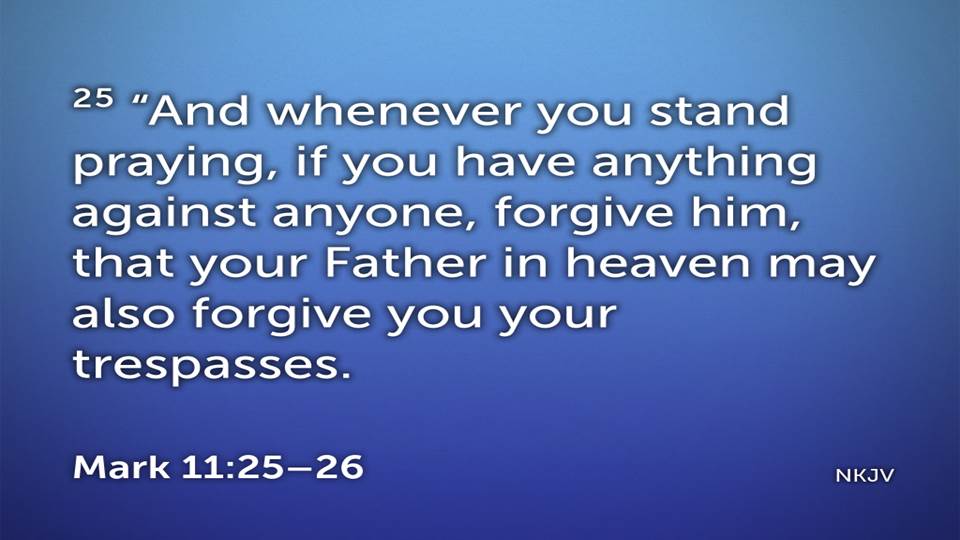 25 “And whenever you stand
praying, if you have anything
against anyone, forgive him,
that your Father in heaven may
also forgive you your
trespasses.
Mark 11:25–26
NKJV